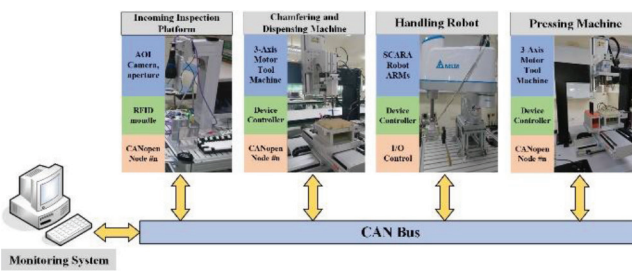 Incoming Inspection
Platform
AOI
Camera,
aperture
RFID
moudle
CANopen
Node #n
Chamfering and
Dispensing Machine
3-Axis
Motor
Tool
Machine
Device
Controller
CANopen
Node #n
Handling Robot
SCARA
Robot
ARMs
Device
Controller
I/O
Control
Pressing Machine
3-Axis
Motor
Tool
Machine
Device
Controller
CANopen
Node #n
CAN Bus
Monitoring System